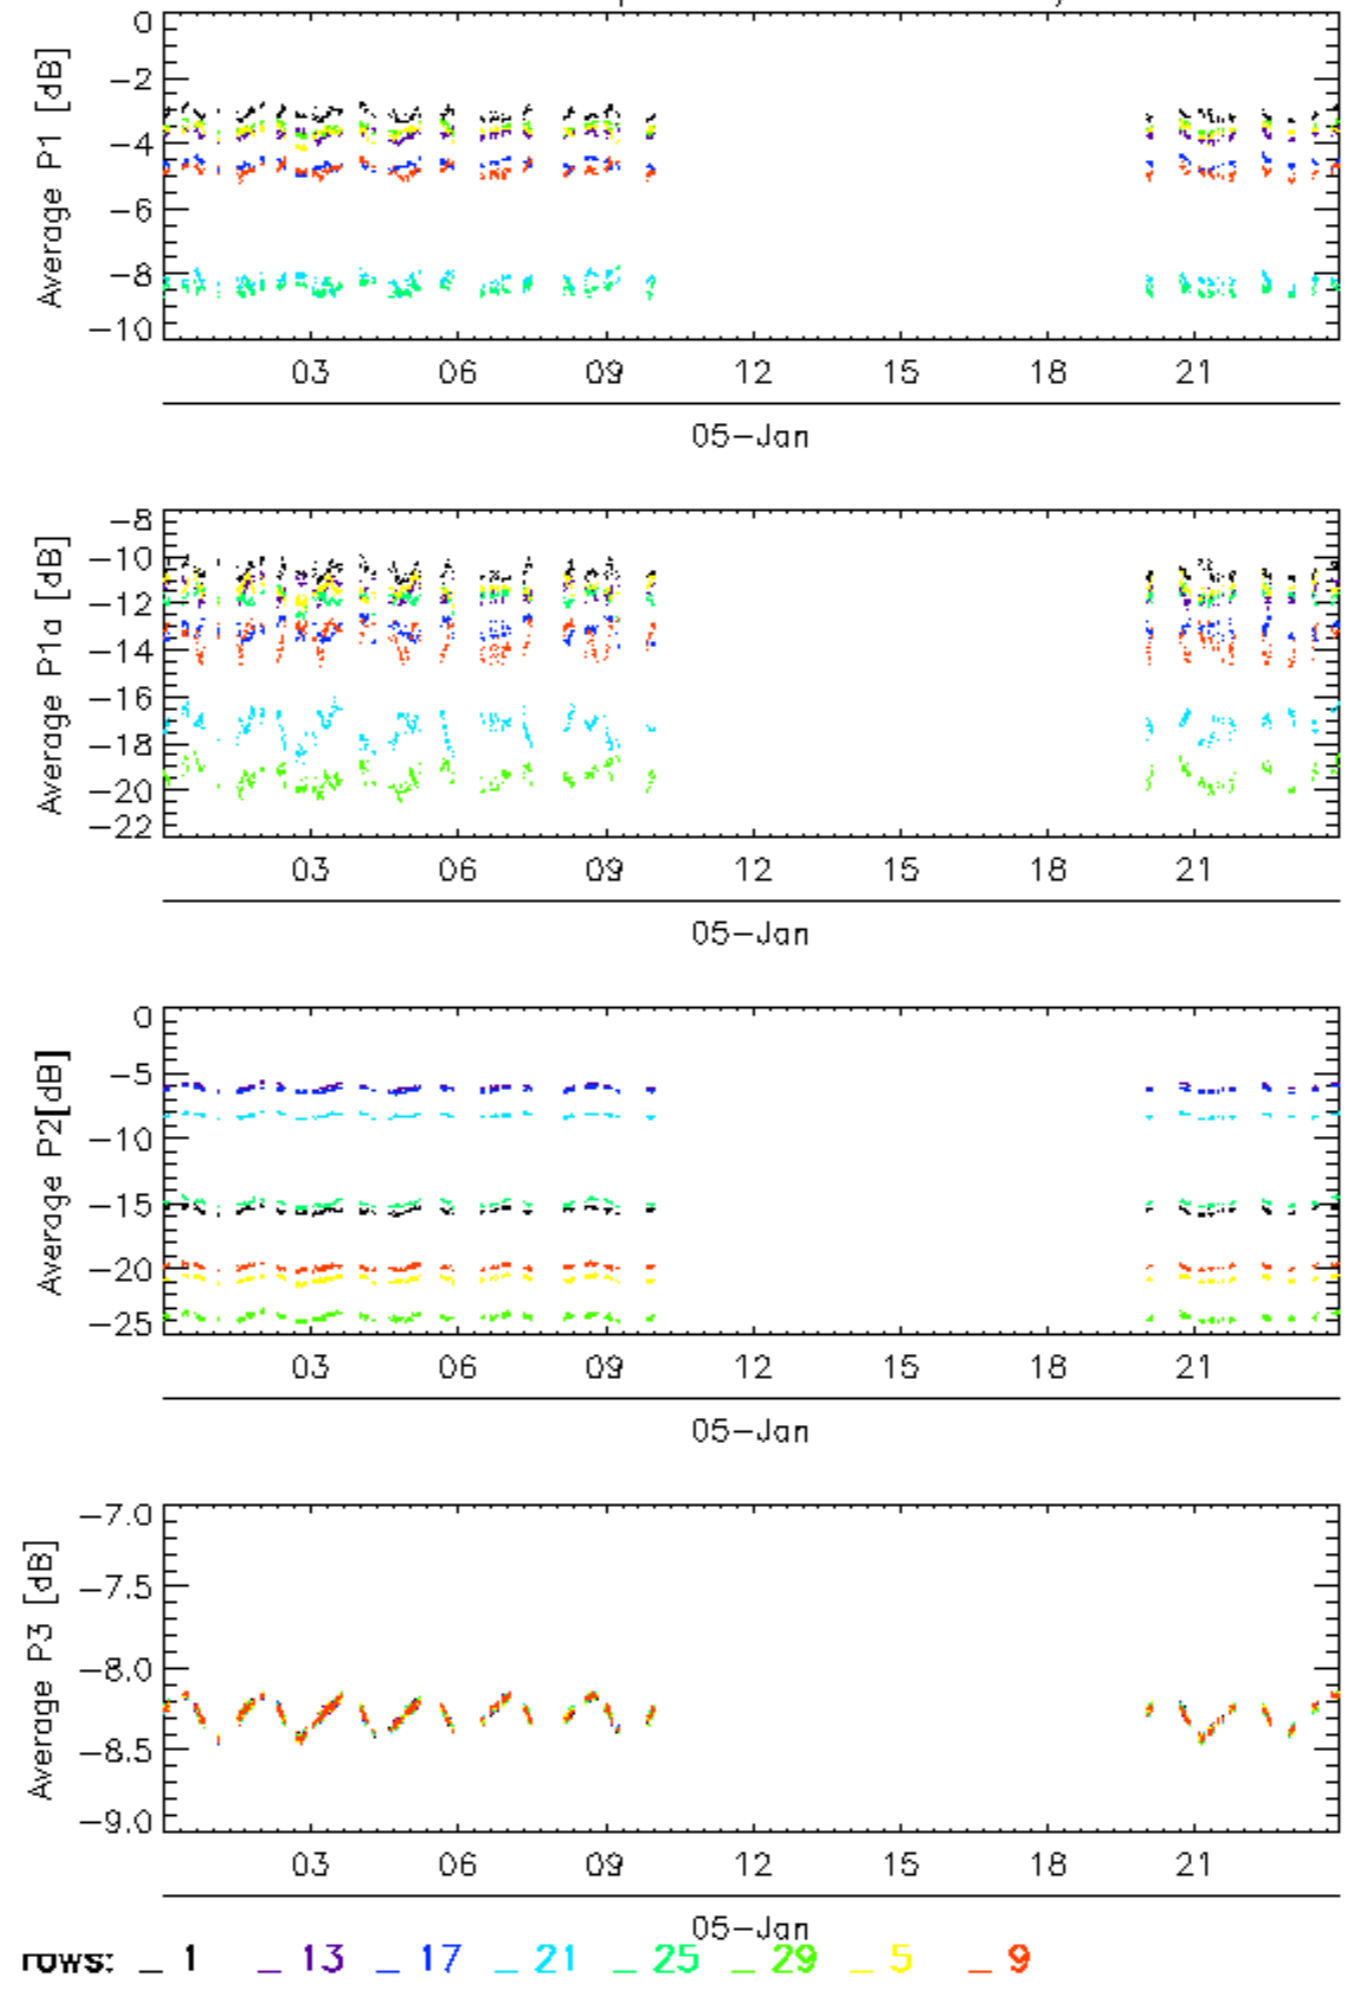 0
−2
−4
−6
−8
−10
Average P1 [dB]
03 06 09 12 15 18 21
05−Jan
−8
−10
−12
−14
−16
−18
−20
−22
Average P1a [dB]
03 06 09 12 15 18 21
05−Jan
0
−5
−10
−15
−20
−25
Average P2[dB]
03 06 09 12 15 18 21
05−Jan
−7.0
−7.5
−8.0
−8.5
−9.0
Average P3 [dB]
03 06 09 12 15 18 21
05−Jan
rows: _ 1 _ 13 _ 17 _ 21 _ 25 _ 29 _ 5 _ 9